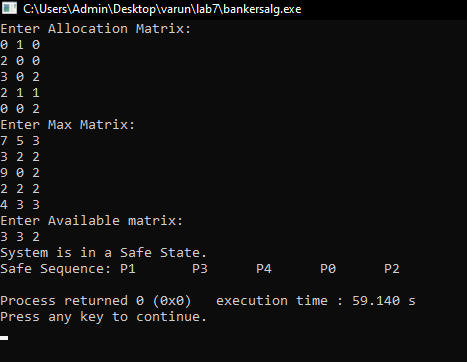 C:\Users\Admin\Desktop\varun\lab7\bankersalg.exe
Enter Allocation Matrix:
0 1 0
2 0 0
3 0 2
2 1 1
0 0 2
Enter Max Matrix:
7 5 3
3 2 2
9 0 2
2 2 2
4 3 3
Enter Available matrix:
3 3 2
System is in a Safe State.
Safe Sequence: P1 P3 P4 P0 P2
Process returned 0 (0x0) execution time : 59.140 s
Press any key to continue.